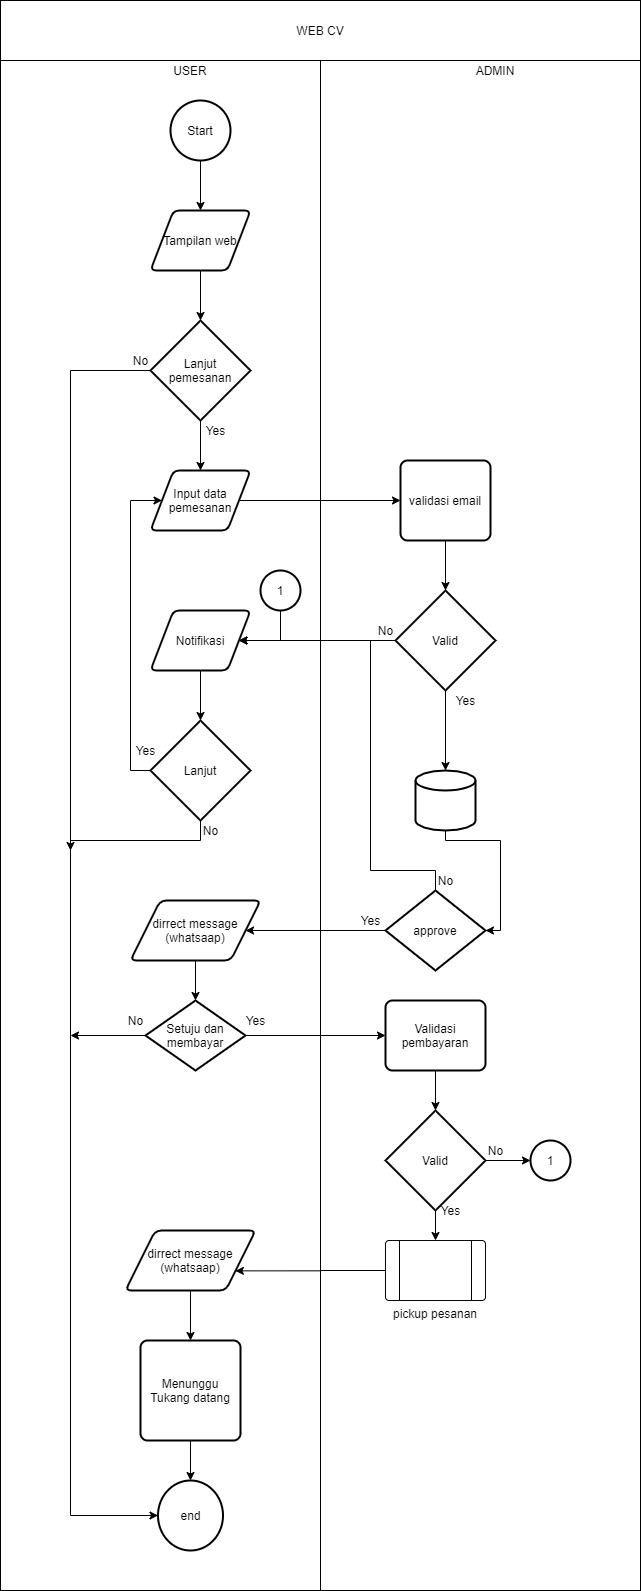 WEB CV
USER
ADMIN
Start
Tampilan web
No
Lanjut
pemesanan
Yes
Input data
pemesanan
validasi email
1
Notifikasi
No
Valid
Yes
Yes
Lanjut
No
No
dirrect message
(whatsaap)
Yes
approve
No
Setuju dan
membayar
Yes
Validasi
pembayaran
Valid
No
1
Yes
dirrect message
(whatsaap)
pickup pesanan
Menunggu
Tukang datang
end